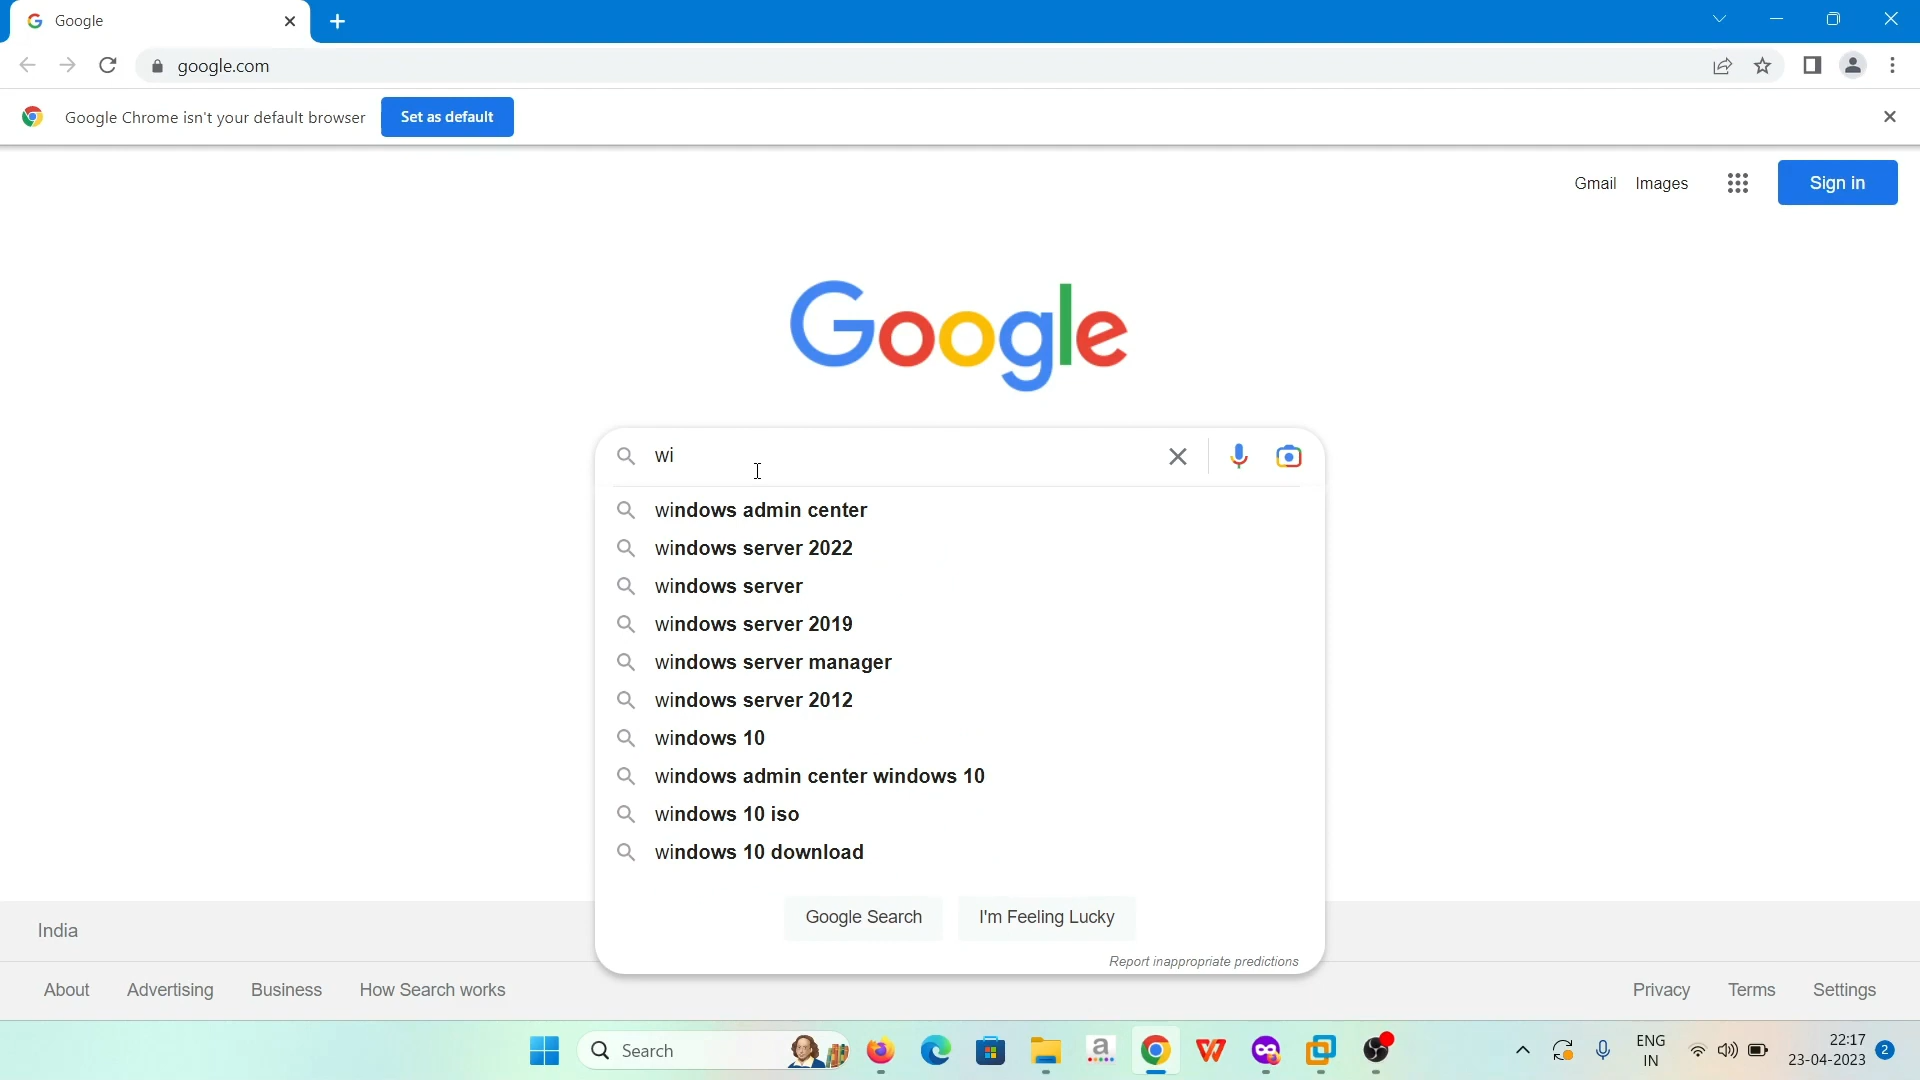 Google
google.com
Google Chrome isn't your default browser Set as default
Gmail Images Sign in
Google
wi
windows admin center
windows server 2022
windows server
windows server 2019
windows server manager
windows server 2012
windows 10
windows admin center windows 10
windows 10 iso
windows 10 download
Google Search I'm Feeling Lucky
Report inappropriate predictions
India
About Advertising Business How Search works Privacy Terms Settings
Search
a
W
ENG
IN
22:17
23-04-2023
2